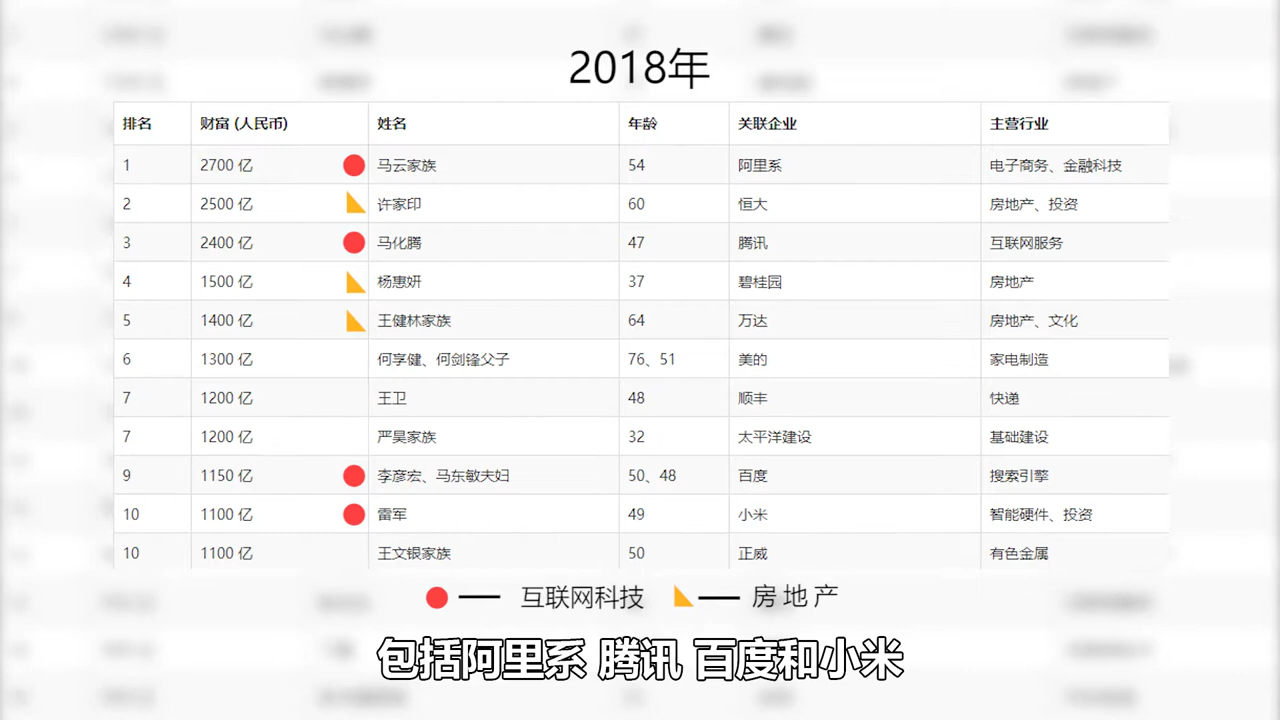 2018年
排名 财富 (人民币) 姓名 年龄 关联企业 主营行业
1 2700 亿 马云家族 54 阿里系 电子商务、金融科技
2 2500 亿 许家印 60 恒大 房地产、投资
3 2400 亿 马化腾 47 腾讯 互联网服务
4 1500 亿 杨惠妍 37 碧桂园 房地产
5 1400 亿 王健林家族 64 万达 房地产、文化
6 1300 亿 何享健、何剑锋父子 76、51 美的 家电制造
7 1200 亿 王卫 48 顺丰 快递
7 1200 亿 严昊家族 32 太平洋建设 基础建设
9 1150 亿 李彦宏、马东敏夫妇 50、48 百度 搜索引擎
10 1100 亿 雷军 49 小米 智能硬件、投资
10 1100 亿 王文银家族 50 正威 有色金属
互联网科技 房地产
包括阿里系 腾讯 百度和小米